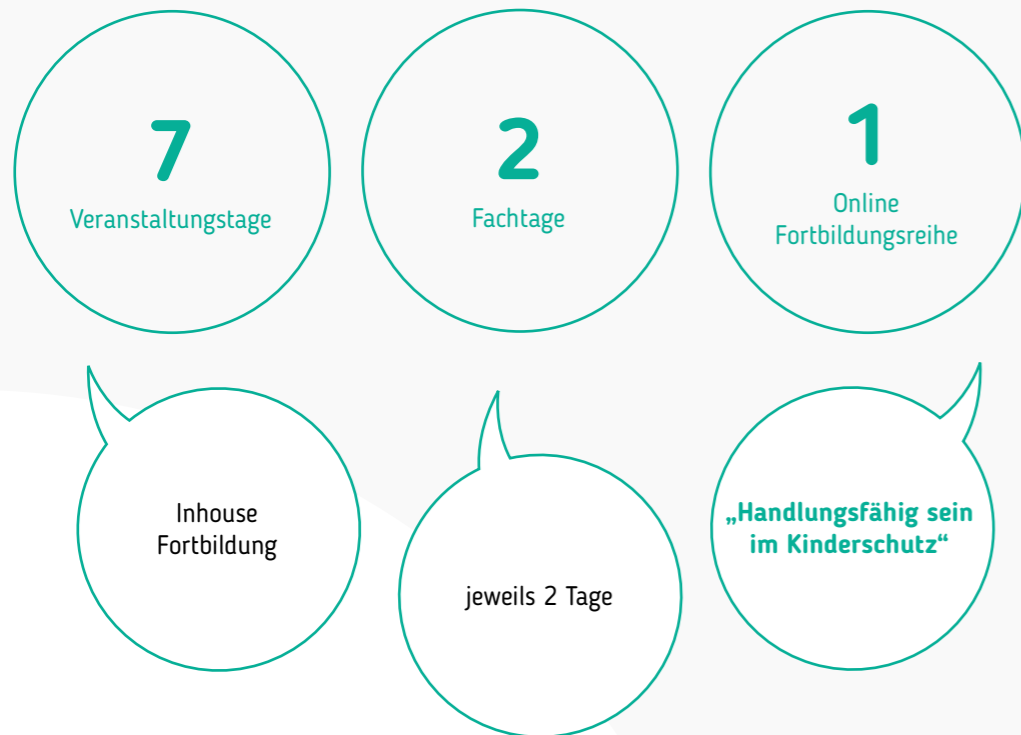 7
Veranstaltungstage
2
Fachtage
1
Online
Fortbildungsreihe
Inhouse
Fortbildung
jeweils 2 Tage
„Handlungsfähig sein
im Kinderschutz“